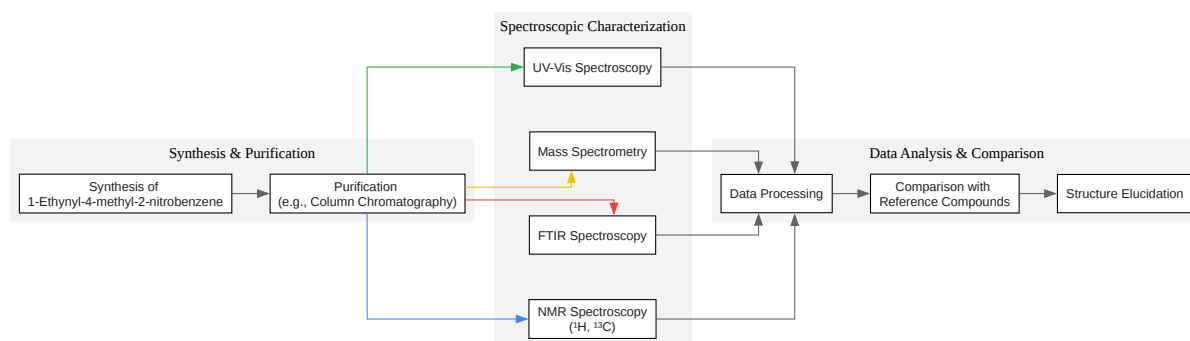 Synthesis & Purification
Synthesis of
1-Ethynyl-4-methyl-2-nitrobenzene
Purification
(e.g., Column Chromatography)
Spectroscopic Characterization
UV-Vis Spectroscopy
Mass Spectrometry
FTIR Spectroscopy
NMR Spectroscopy
(¹H, ¹³C)
Data Analysis & Comparison
Data Processing
Comparison with
Reference Compounds
Structure Elucidation